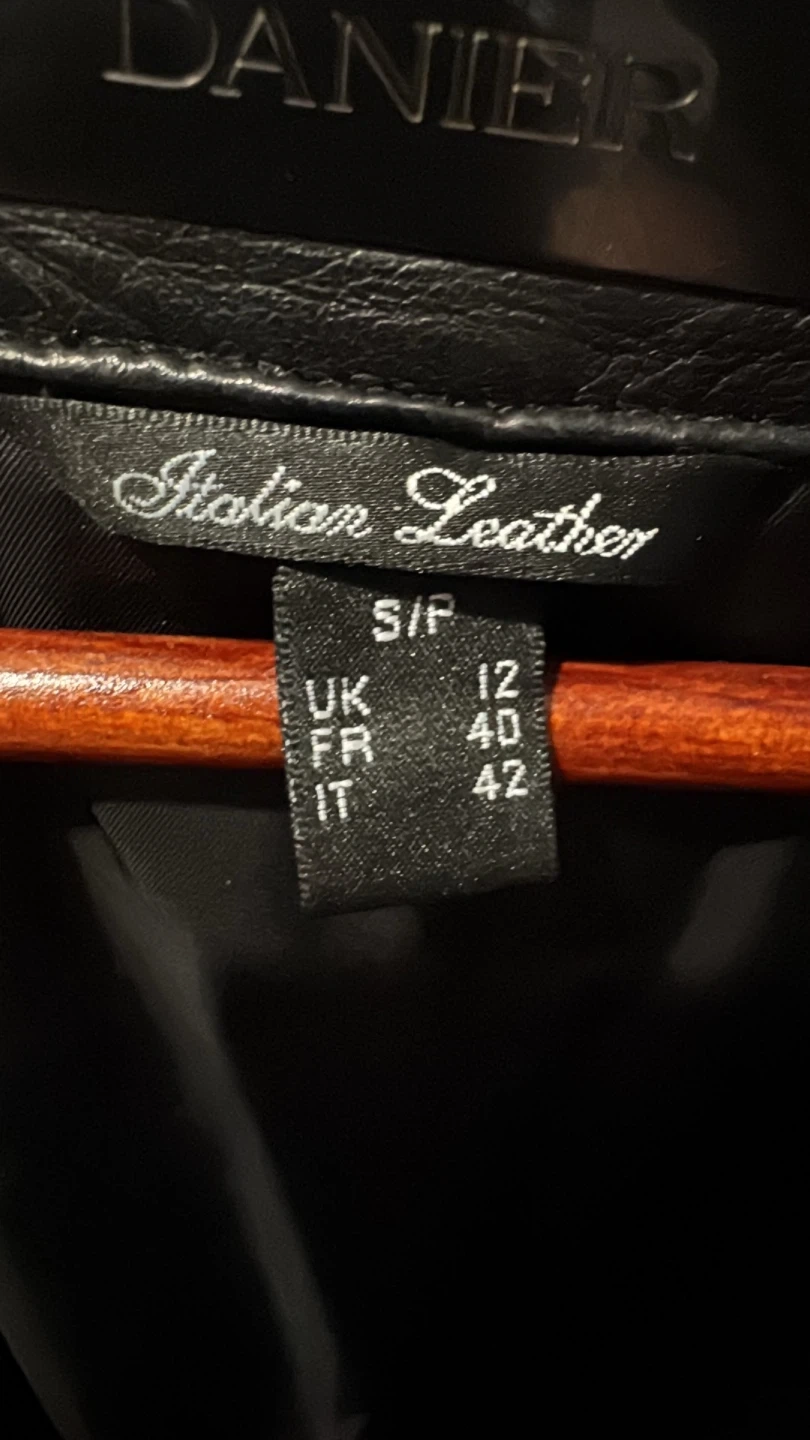 DANIER
Italian Leather
S/P
UK 12
FR 40
IT 42